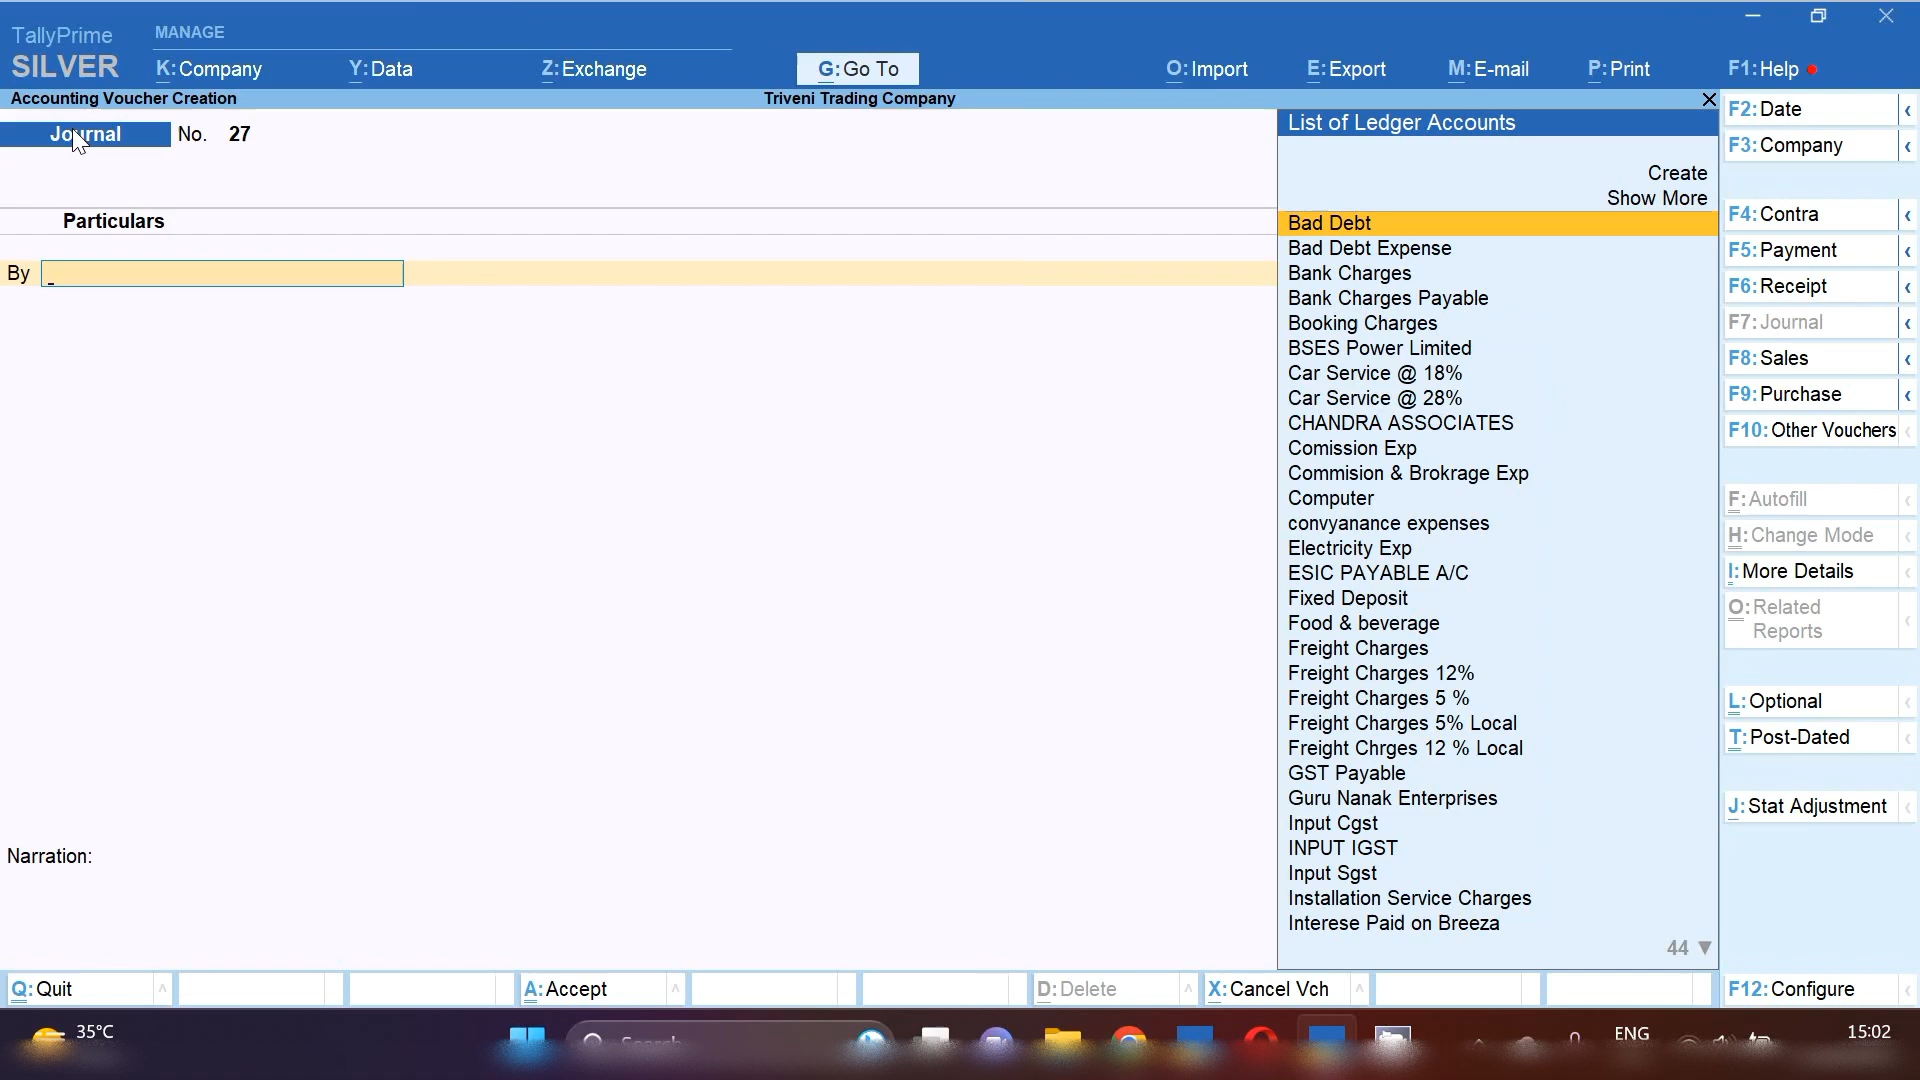 TallyPrime
SILVER
MANAGE
K:Company
Y:Data
Z:Exchange
G:Go To
O:Import
E:Export
M:E-mail
P:Print
F1:Help
Accounting Voucher Creation
Triveni Trading Company
Journal
No. 27
Particulars
By
Narration:
List of Ledger Accounts
Create
Show More
Bad Debt
Bad Debt Expense
Bank Charges
Bank Charges Payable
Booking Charges
BSES Power Limited
Car Service @ 18%
Car Service @ 28%
CHANDRA ASSOCIATES
Comission Exp
Commision & Brokrage Exp
Computer
convyanance expenses
Electricity Exp
ESIC PAYABLE A/C
Fixed Deposit
Food & beverage
Freight Charges
Freight Charges 12%
Freight Charges 5 %
Freight Charges 5% Local
Freight Chrges 12 % Local
GST Payable
Guru Nanak Enterprises
Input Cgst
INPUT IGST
Input Sgst
Installation Service Charges
Interese Paid on Breeza
44
F2:Date
F3:Company
F4:Contra
F5:Payment
F6:Receipt
F7:Journal
F8:Sales
F9:Purchase
F10:Other Vouchers
F:Autofill
H:Change Mode
I:More Details
O:Related
Reports
L:Optional
T:Post-Dated
J:Stat Adjustment
Q:Quit
A:Accept
D:Delete
X:Cancel Vch
F12:Configure
35°C
Search
ENG
15:02